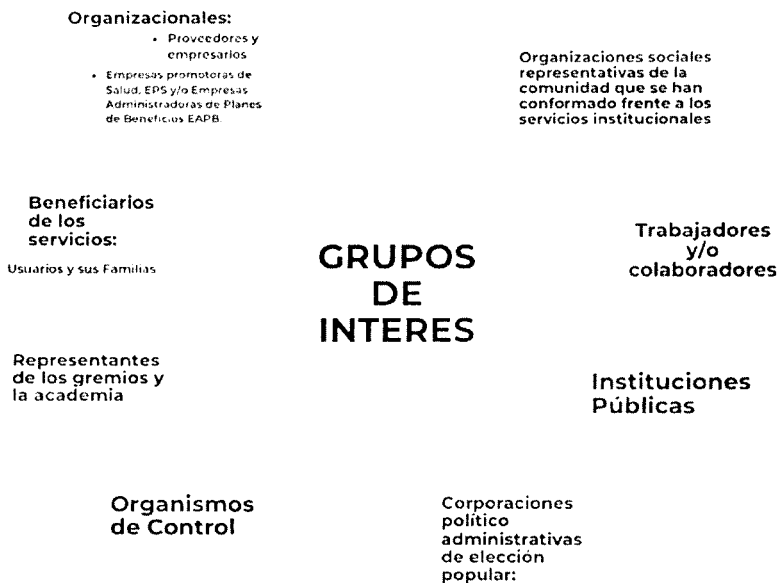 Organizacionales:
• Proveedores y
empresarios
• Empresas promotoras de
Salud, EPS y/o Empresas
Administradoras de Planes
de Beneficios EAPB.
Organizaciones sociales
representativas de la
comunidad que se han
conformado frente a los
servicios institucionales
Beneficiarios
de los
servicios:
Usuarios y sus Familias
GRUPOS
DE
INTERES
Trabajadores
y/o
colaboradores
Representantes
de los gremios y
la academia
Instituciones
Públicas
Organismos
de Control
Corporaciones
político
administrativas
de elección
popular: